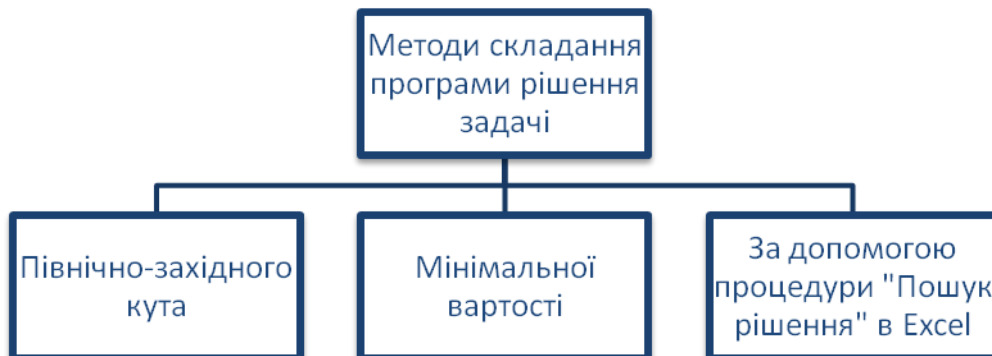 Методи складання
програми рішення
задачі
Північно-західного
кута
Мінімальної
вартості
За допомогою
процедури "Пошук
рішення" в Excel